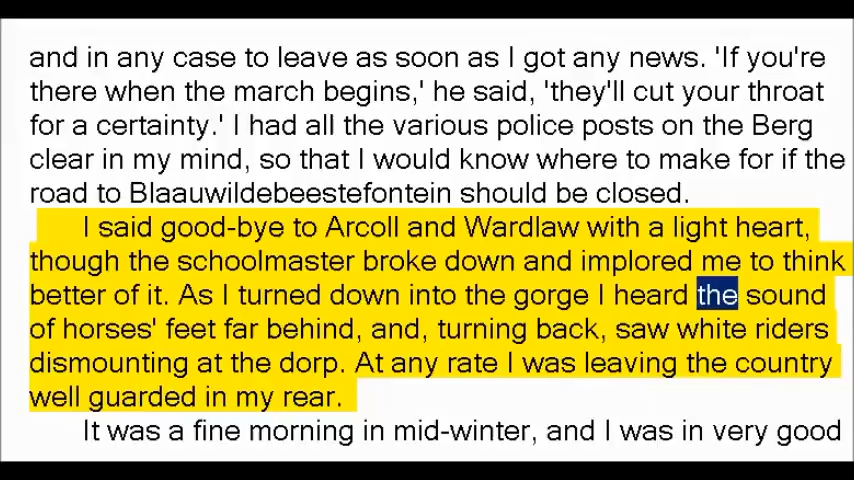 and in any case to leave as soon as I got any news. 'If you're
there when the march begins,' he said, 'they'll cut your throat
for a certainty.' I had all the various police posts on the Berg
clear in my mind, so that I would know where to make for if the
road to Blaauwildebeestefontein should be closed.
I said good-bye to Arcoll and Wardlaw with a light heart,
though the schoolmaster broke down and implored me to think
better of it. As I turned down into the gorge I heard the sound
of horses' feet far behind, and, turning back, saw white riders
dismounting at the dorp. At any rate I was leaving the country
well guarded in my rear.
It was a fine morning in mid-winter, and I was in very good